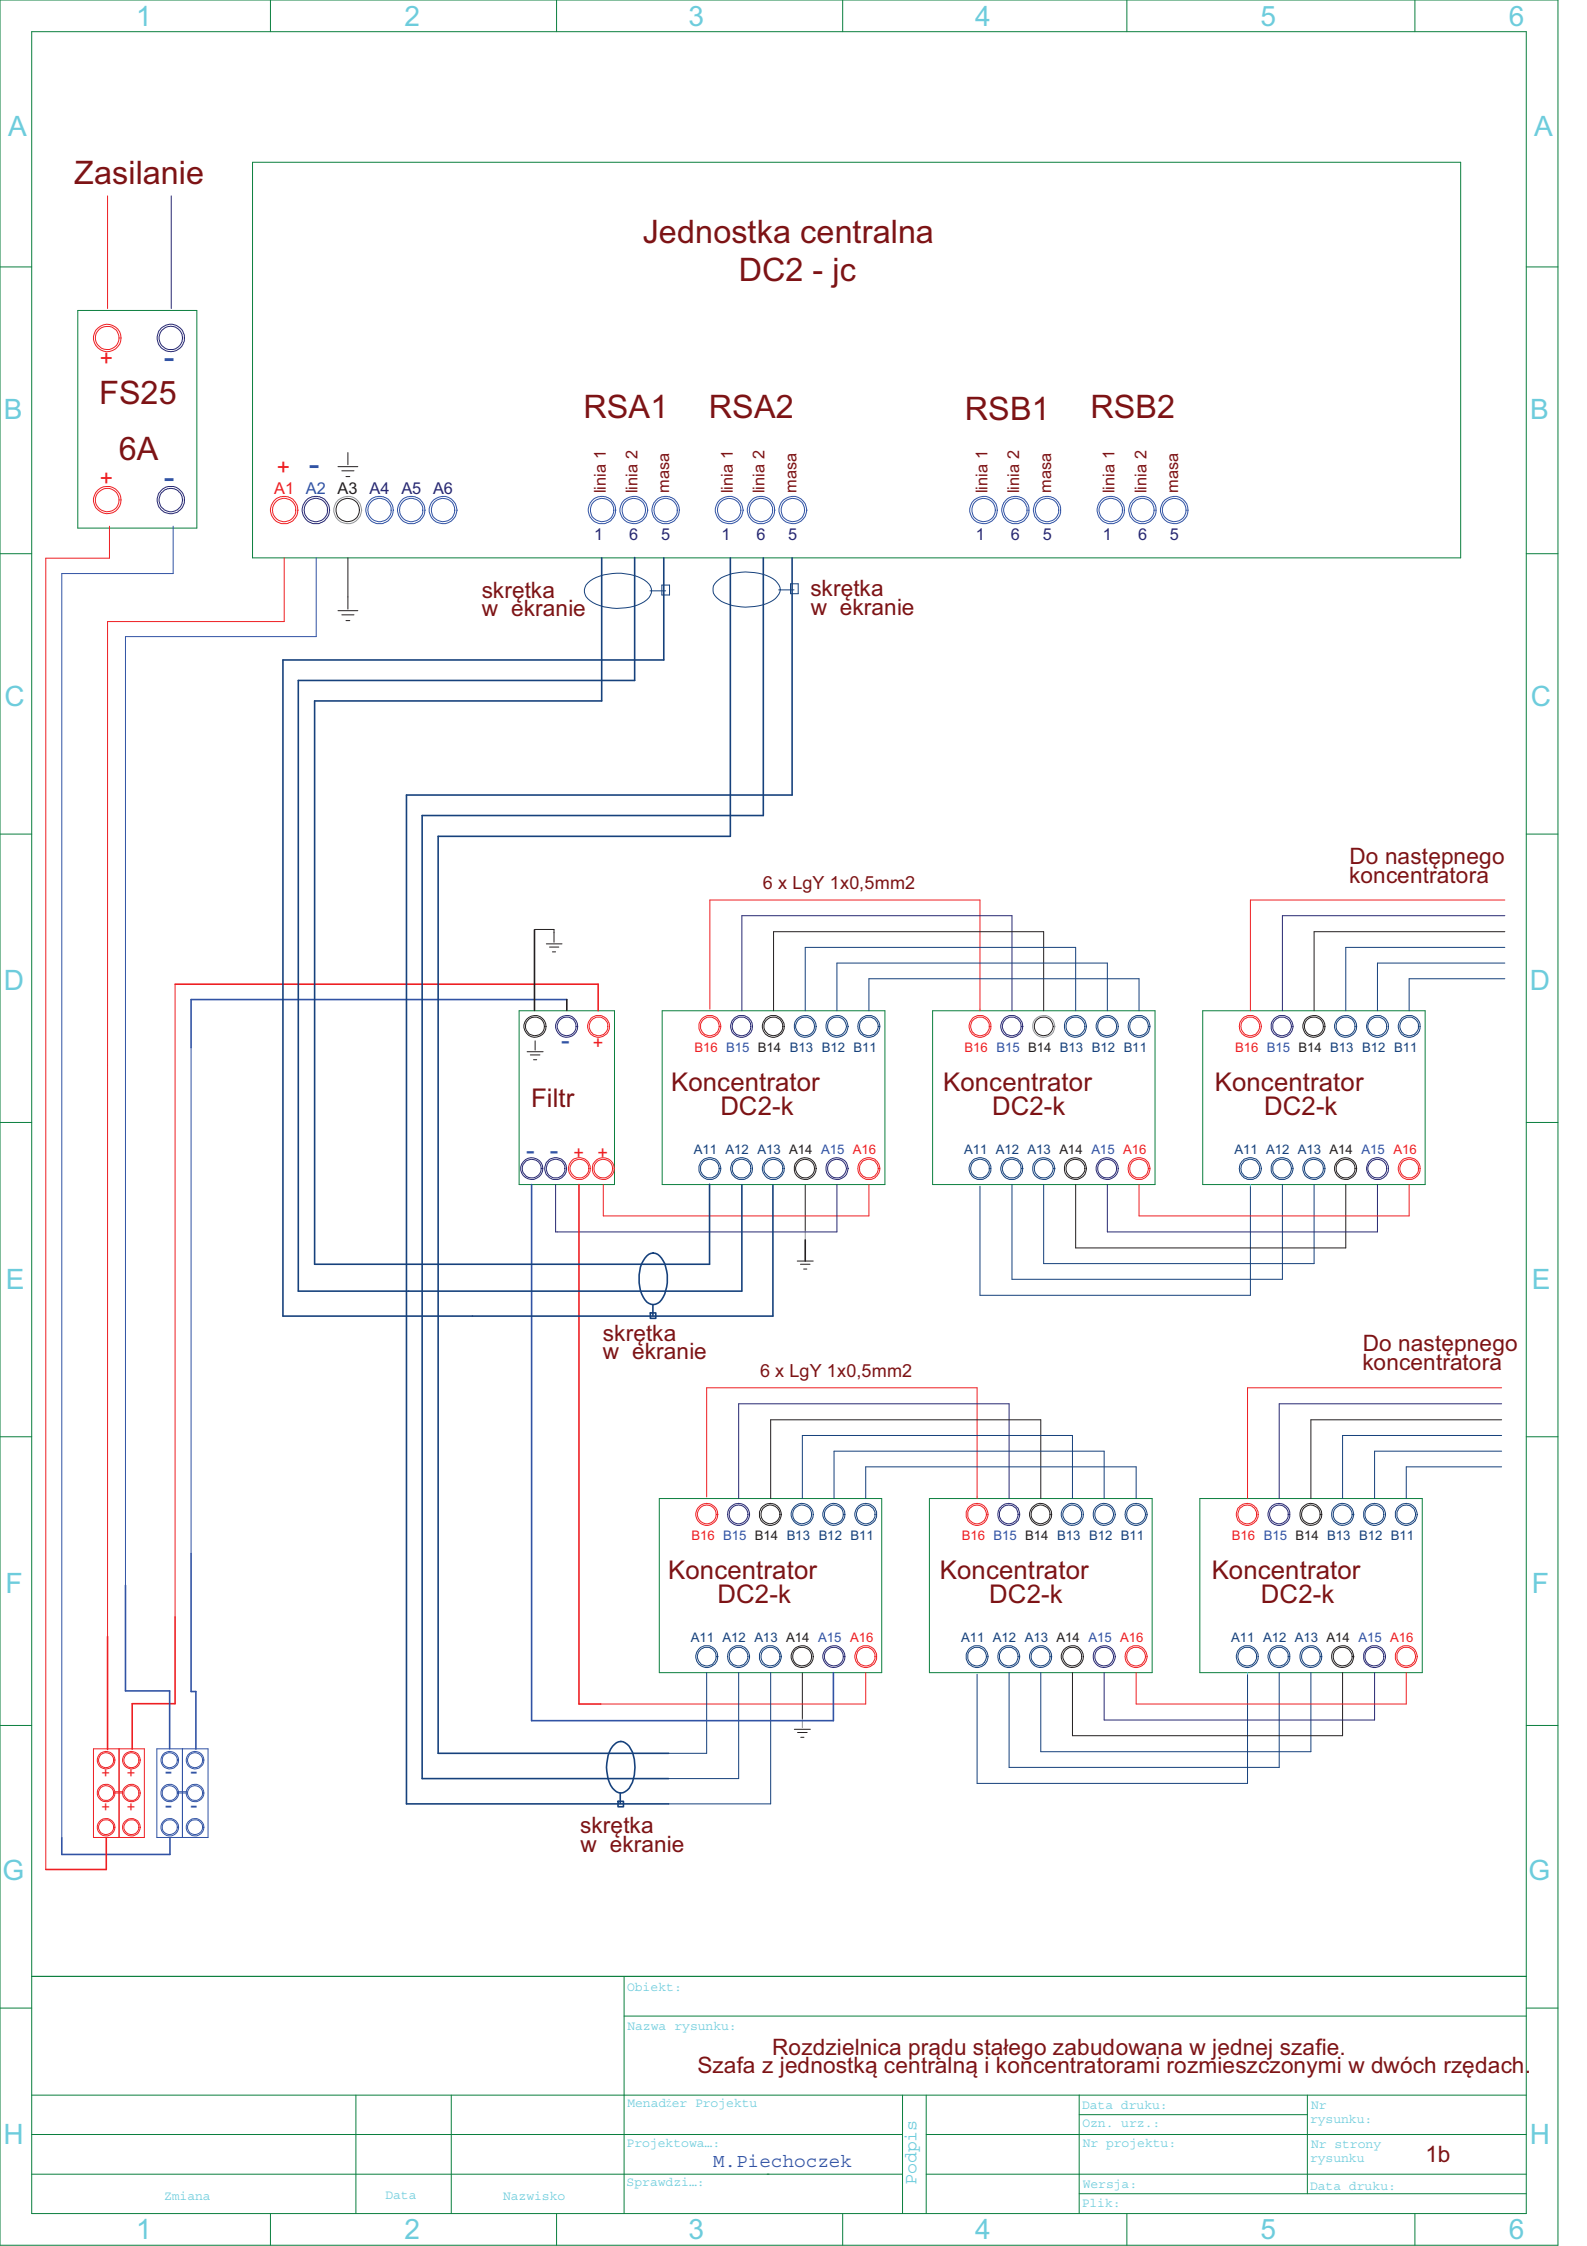 1 2 3 4 5 6
A A
Zasilanie
Jednostka centralna
DC2 - jc
+ -
FS25
6A
+ -
B B
RSA1 RSA2 RSB1 RSB2
linia 1 linia 2 masa linia 1 linia 2 masa linia 1 linia 2 masa linia 1 linia 2 masa
+ -
A1 A2 A3 A4 A5 A6
1 6 5 1 6 5 1 6 5 1 6 5
skrętka
w ekranie
skrętka
w ekranie
C C
Do następnego
koncentratora
6 x LgY 1x0,5mm2
D D
- +
B16 B15 B14 B13 B12 B11 B16 B15 B14 B13 B12 B11 B16 B15 B14 B13 B12 B11
Filtr
Koncentrator
DC2-k
Koncentrator
DC2-k
Koncentrator
DC2-k
- - + +
A11 A12 A13 A14 A15 A16 A11 A12 A13 A14 A15 A16 A11 A12 A13 A14 A15 A16
E E
skrętka
w ekranie
Do następnego
koncentratora
6 x LgY 1x0,5mm2
B16 B15 B14 B13 B12 B11 B16 B15 B14 B13 B12 B11 B16 B15 B14 B13 B12 B11
F F
Koncentrator
DC2-k
Koncentrator
DC2-k
Koncentrator
DC2-k
A11 A12 A13 A14 A15 A16 A11 A12 A13 A14 A15 A16 A11 A12 A13 A14 A15 A16
+ + - -
+ + - -
skrętka
w ekranie
G G
Obiekt:
Nazwa rysunku:
Rozdzielnica prądu stałego zabudowana w jednej szafie.
Szafa z jednostką centralną i koncentratorami rozmieszczonymi w dwóch rzędach.
H H
Menadżer Projektu
Projektowa...:
M.Piechoczek
Sprawdzi...:
Podpis
Data druku:
Ozn. urz.:
Nr projektu:
Wersja:
Plik:
Nr
rysunku:
Nr strony
rysunku
1b
Data druku:
Zmiana Data Nazwisko
1 2 3 4 5 6